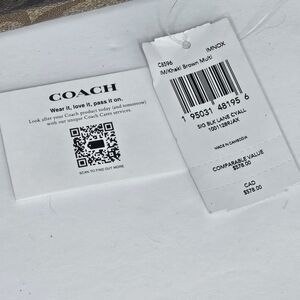 COACH
Wear it, love it, pass it on.
Look after your Coach product today (and tomorrow)
with our unique Coach Cares services.
SCAN TO FIND OUT MORE
IMNOX
C8596
IM/Khaki Brown Multi
1 95031 48195 6
SIG BLK LANE CYALL
MADE IN CAMBODIA
COMPARABLE VALUE
$578.00
CAD
$578.00